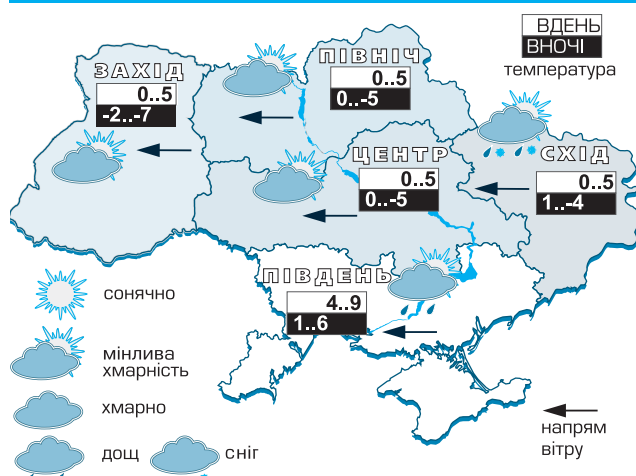 ВДЕНЬ
ВНОЧІ
температура
ЗАХІД
0..5
-2..-7
ПІВНІЧ
0..5
0..-5
ЦЕНТР
0..5
0..-5
СХІД
0..5
1..-4
ПІВДЕНЬ
4..9
1..6
сонячно
мінлива
хмарність
хмарно
дощ
сніг
напрям
вітру